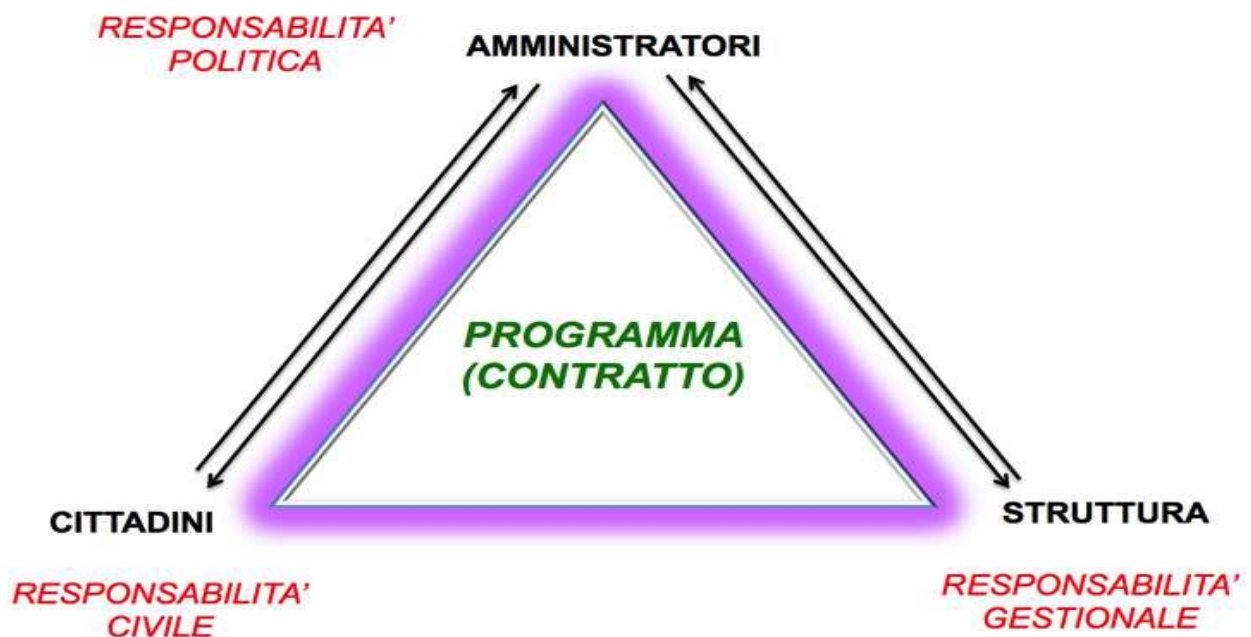 RESPONSABILITA'
POLITICA
AMMINISTRATORI
PROGRAMMA
(CONTRATTO)
CITTADINI
STRUTTURA
RESPONSABILITA'
CIVILE
RESPONSABILITA'
GESTIONALE